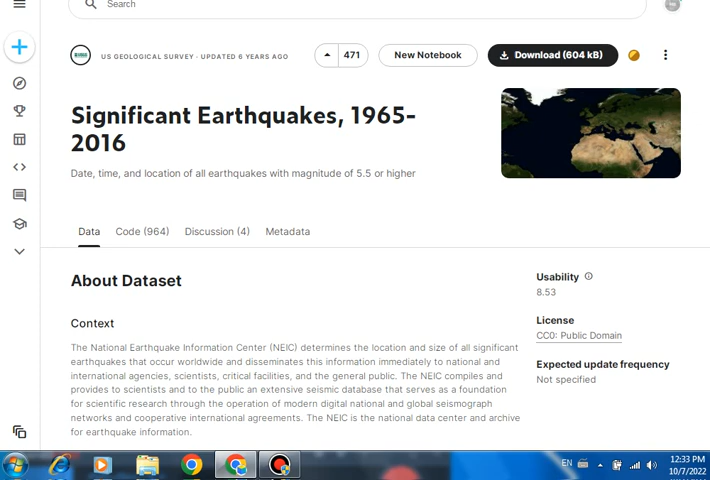 Search
US GEOLOGICAL SURVEY · UPDATED 6 YEARS AGO
471
New Notebook
Download (604 kB)
Significant Earthquakes, 1965-
2016
Date, time, and location of all earthquakes with magnitude of 5.5 or higher
Data
Code (964)
Discussion (4)
Metadata
About Dataset
Context
The National Earthquake Information Center (NEIC) determines the location and size of all significant
earthquakes that occur worldwide and disseminates this information immediately to national and
international agencies, scientists, critical facilities, and the general public. The NEIC compiles and
provides to scientists and to the public an extensive seismic database that serves as a foundation
for scientific research through the operation of modern digital national and global seismograph
networks and cooperative international agreements. The NEIC is the national data center and archive
for earthquake information.
Usability
8.53
License
CC0: Public Domain
Expected update frequency
Not specified
EN
12:33 PM
10/7/2022